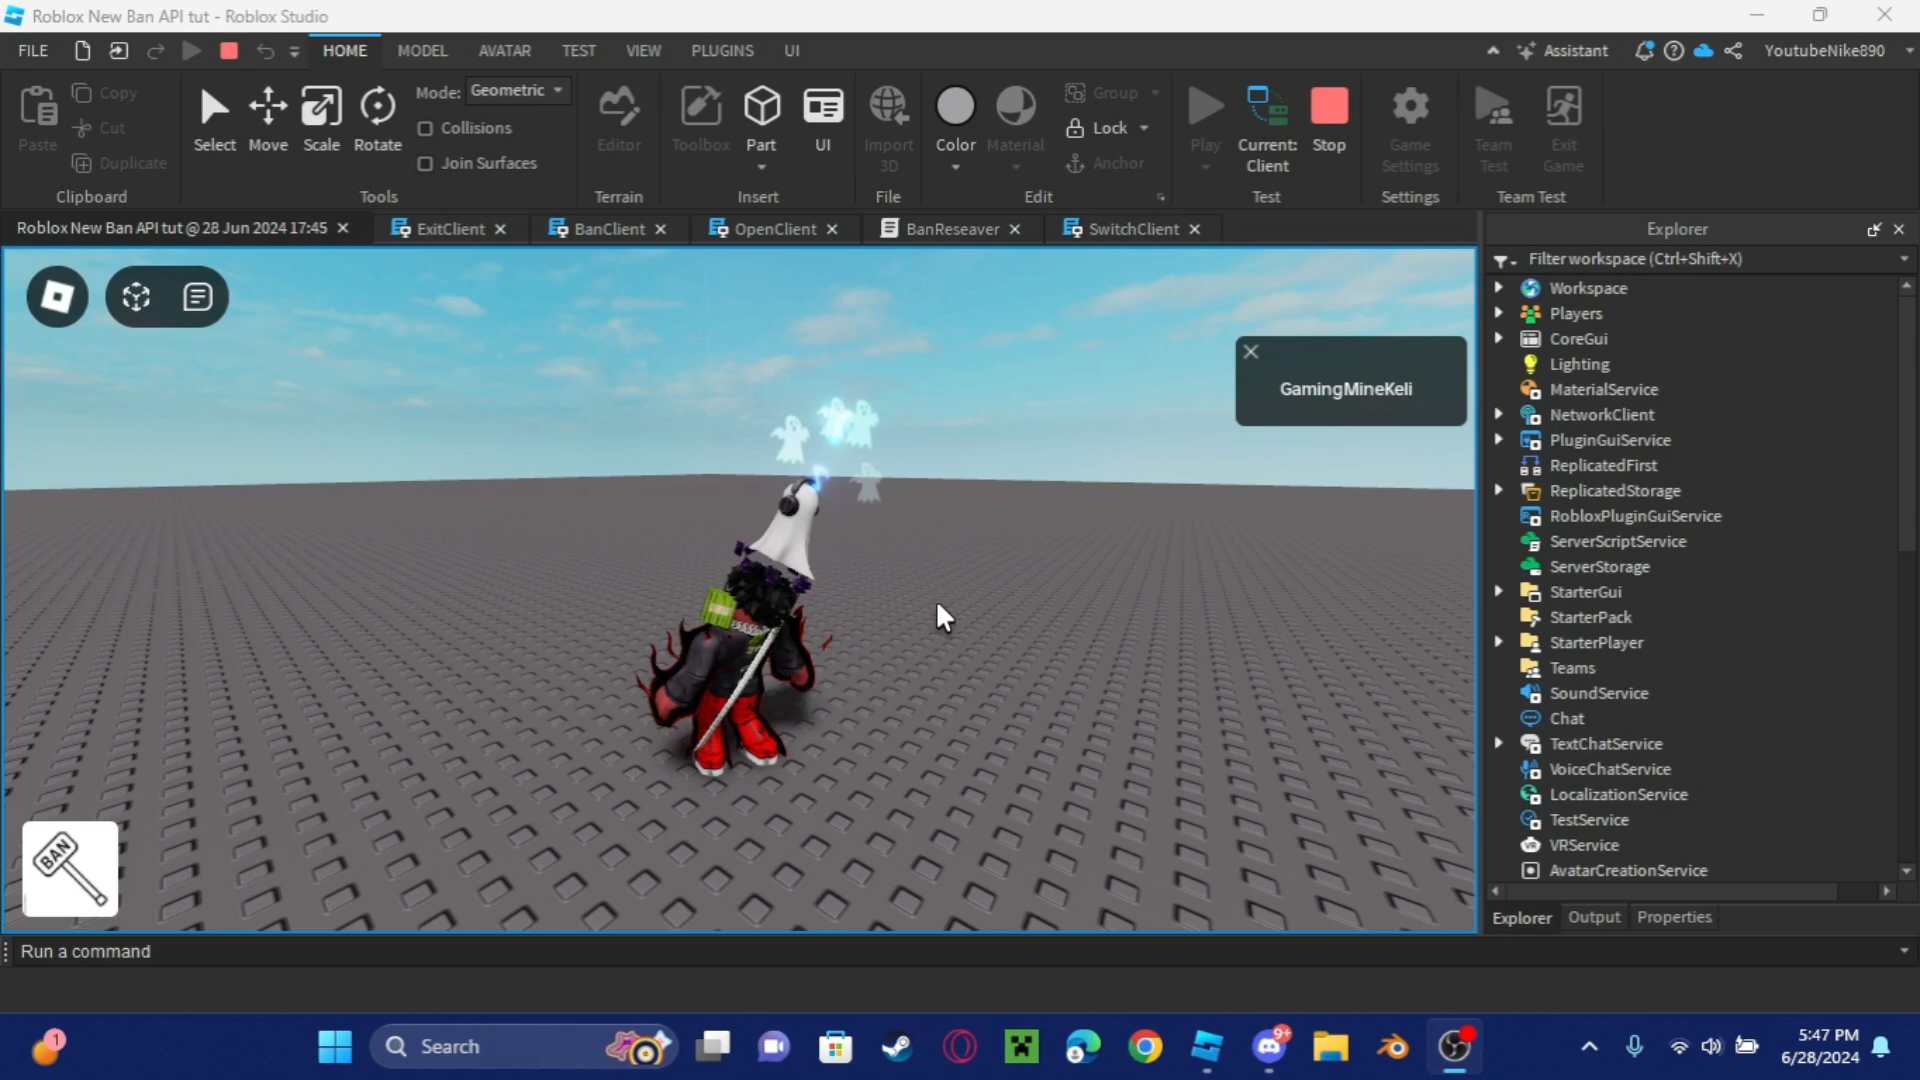 Roblox New Ban API tut - Roblox Studio
FILE HOME MODEL AVATAR TEST VIEW PLUGINS UI Assistant YoutubeNike890
Paste Copy Cut Duplicate Clipboard
Select Move Scale Rotate Mode: Geometric Collisions Join Surfaces Tools
Editor Terrain
Toolbox Part UI Insert
Import 3D File
Color Material Group Lock Anchor Edit
Play Current: Client Stop Test
Game Settings Settings
Team Test Exit Game Team Test
Roblox New Ban API tut @ 28 Jun 2024 17:45 ExitClient BanClient OpenClient BanReseaver SwitchClient
GamingMineKeli
BAN
Explorer
Filter workspace (Ctrl+Shift+X)
Workspace
Players
CoreGui
Lighting
MaterialService
NetworkClient
PluginGuiService
ReplicatedFirst
ReplicatedStorage
RobloxPluginGuiService
ServerScriptService
ServerStorage
StarterGui
StarterPack
StarterPlayer
Teams
SoundService
Chat
TextChatService
VoiceChatService
LocalizationService
TestService
VRService
AvatarCreationService
Explorer Output Properties
Run a command
1 Search 9+ 5:47 PM
6/28/2024